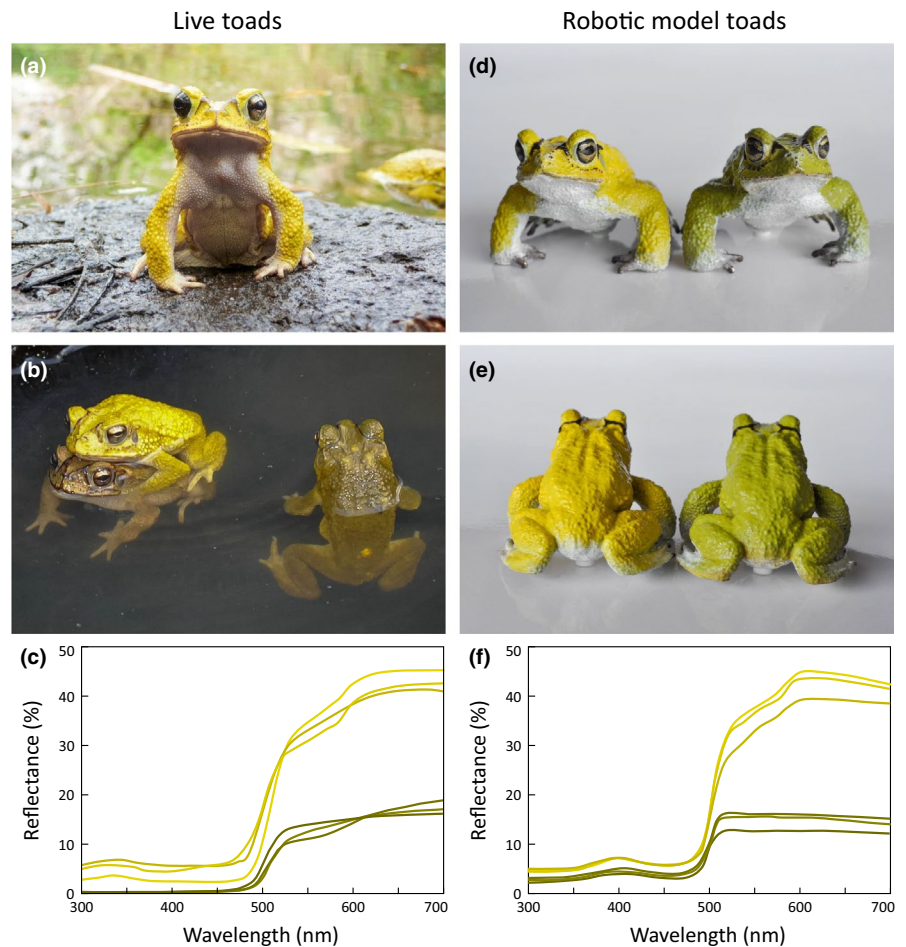 Live toads
Robotic model toads
(a)
(d)
(b)
(e)
(c)
50
40
30
20
10
0
Reflectance (%)
300
400
500
600
700
Wavelength (nm)
(f)
50
40
30
20
10
0
Reflectance (%)
300
400
500
600
700
Wavelength (nm)